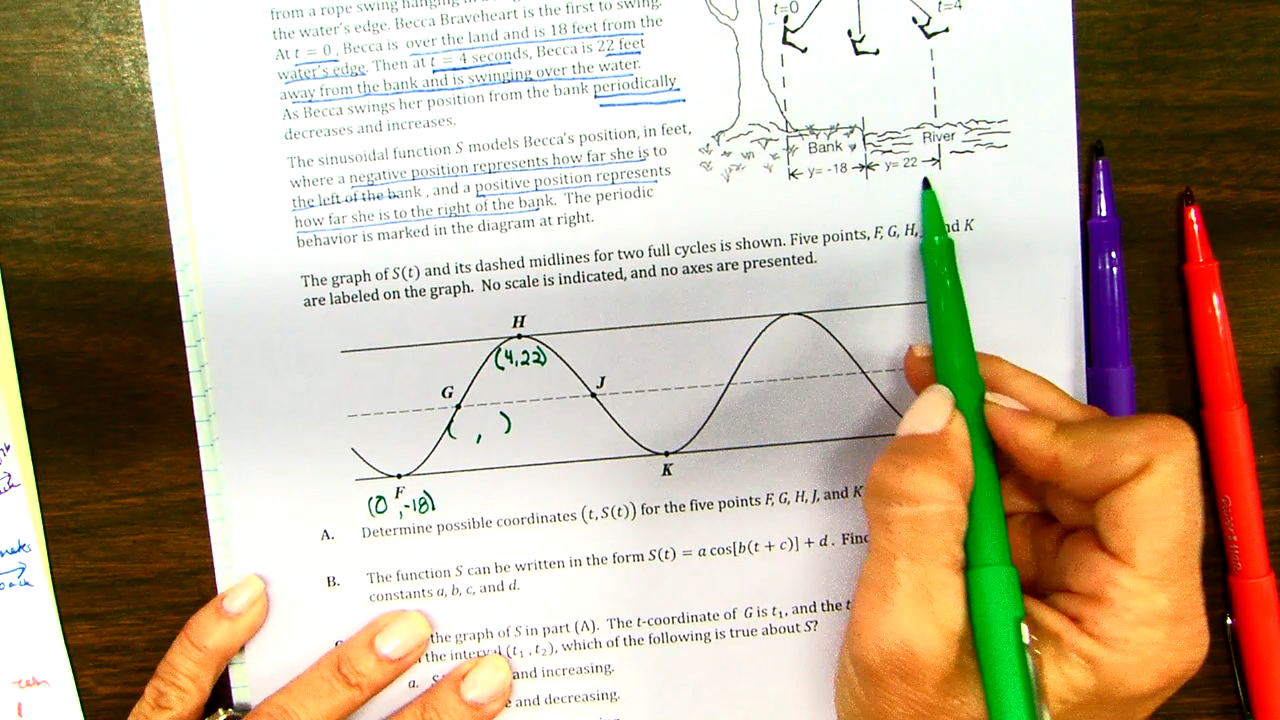 from a rope swing hanging
the water's edge. Becca Braveheart is the first to swing.
At t = 0, Becca is over the land and is 18 feet from the
water's edge. Then at t = 4 seconds, Becca is 22 feet
away from the bank and is swinging over the water.
As Becca swings her position from the bank periodically
decreases and increases.
t=0
t=4
Bank
River
y= -18
y= 22
The sinusoidal function S models Becca's position, in feet,
where a negative position represents how far she is to
the left of the bank , and a positive position represents
how far she is to the right of the bank. The periodic
behavior is marked in the diagram at right.
The graph of S(t) and its dashed midlines for two full cycles is shown. Five points, F, G, H, and K
are labeled on the graph. No scale is indicated, and no axes are presented.
H
(4,22)
G
J
( , )
K
F
(0,-18)
A. Determine possible coordinates (t, S(t)) for the five points F, G, H, J, and K
B. The function S can be written in the form S(t) = a cos[b(t + c)] + d. Find
constants a, b, c, and d.
the graph of S in part (A). The t-coordinate of G is t₁, and the t
the interval (t₁ , t₂), which of the following is true about S?
a. and increasing.
and decreasing.